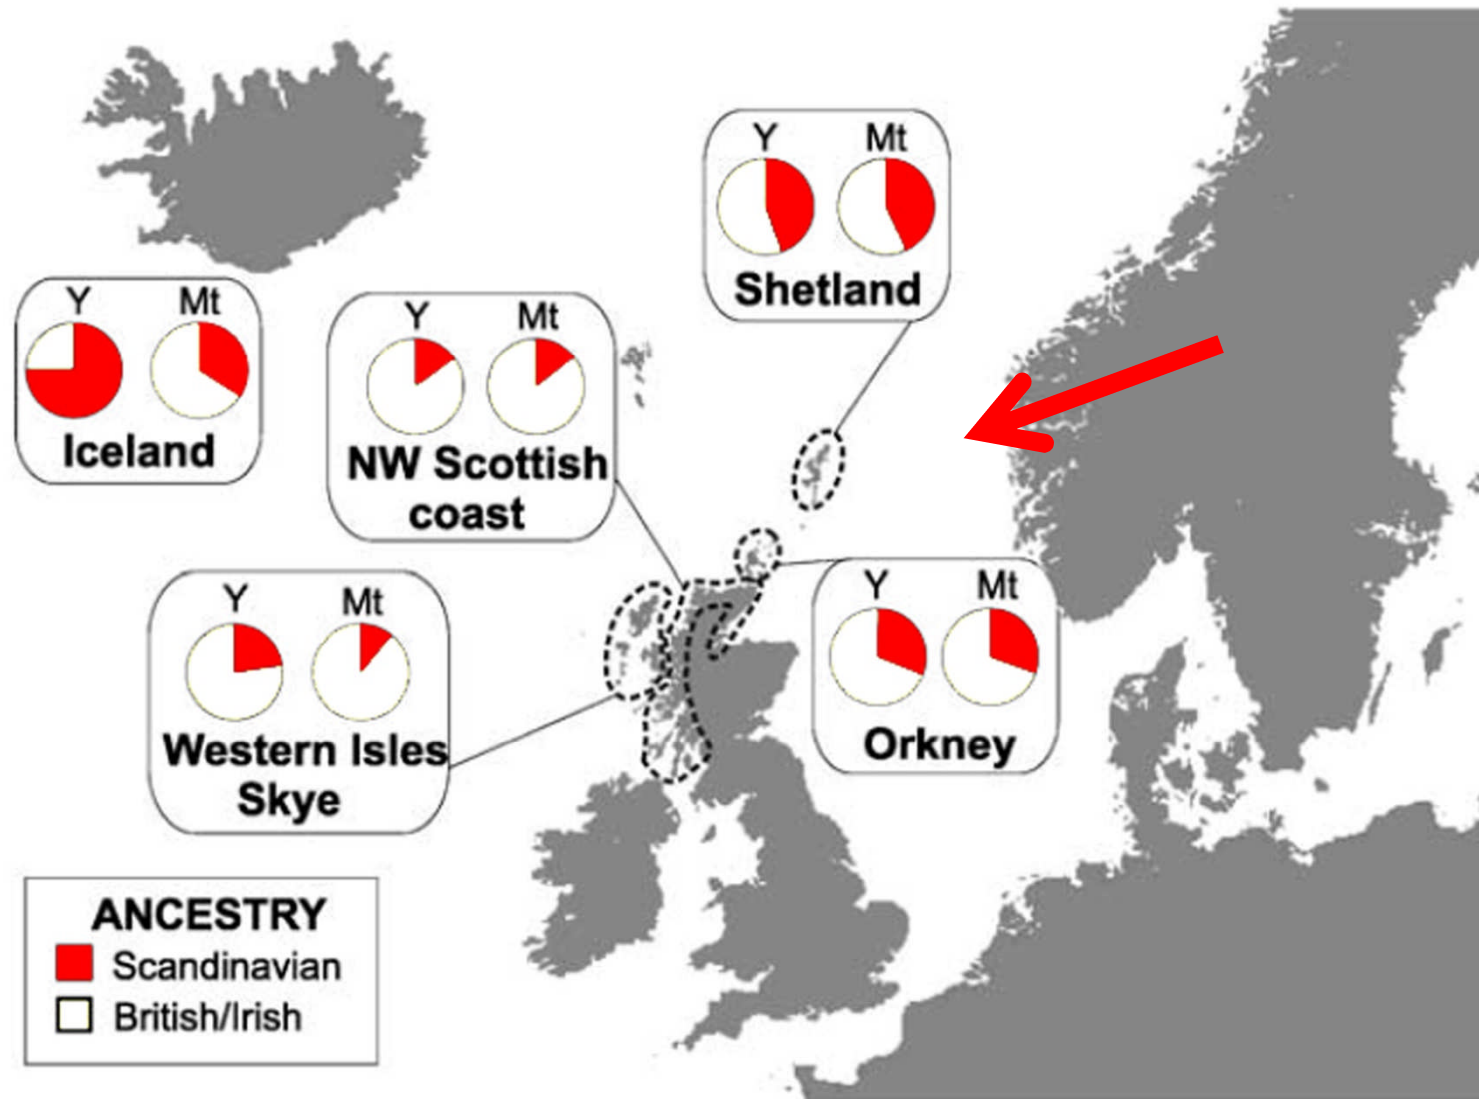 Y Mt
Shetland
Y Mt
Iceland
Y Mt
NW Scottish
coast
Y Mt
Western Isles
Skye
Y Mt
Orkney
ANCESTRY
Scandinavian
British/Irish